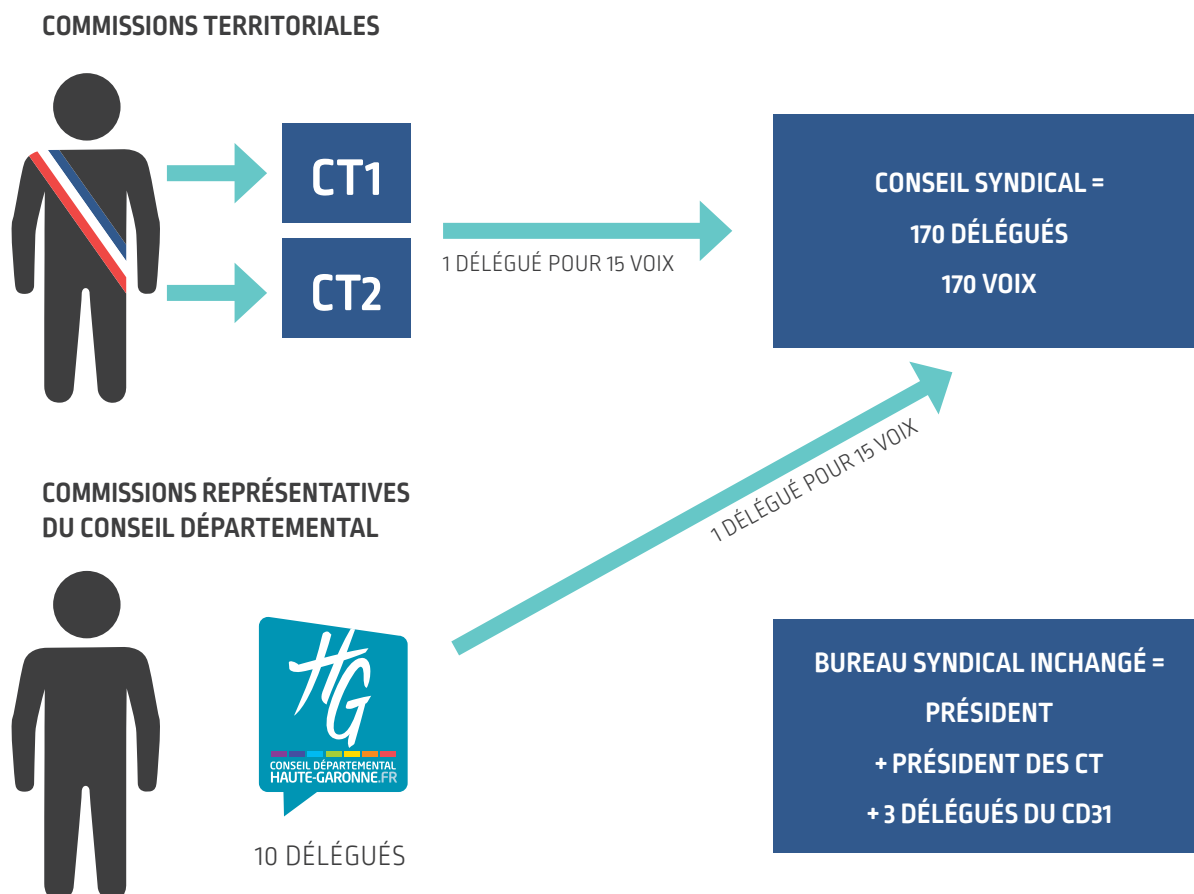 COMMISSIONS TERRITORIALES
CT1
CT2
1 DÉLÉGUÉ POUR 15 VOIX
CONSEIL SYNDICAL =
170 DÉLÉGUÉS
170 VOIX
1 DÉLÉGUÉ POUR 15 VOIX
COMMISSIONS REPRÉSENTATIVES
DU CONSEIL DÉPARTEMENTAL
HG
CONSEIL DÉPARTEMENTAL
HAUTE-GARONNE.FR
10 DÉLÉGUÉS
BUREAU SYNDICAL INCHANGÉ =
PRÉSIDENT
+ PRÉSIDENT DES CT
+ 3 DÉLÉGUÉS DU CD31